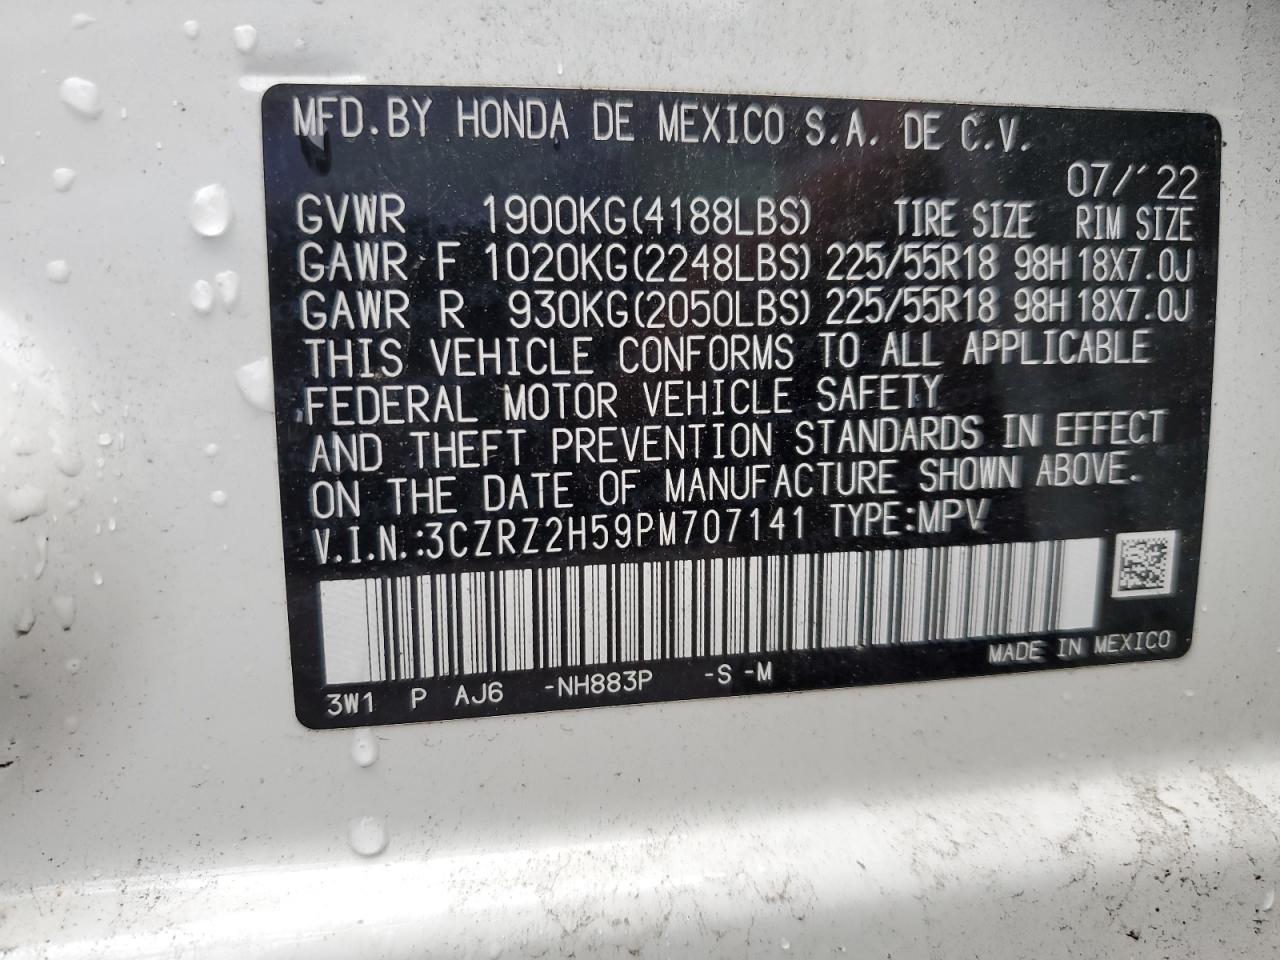 MFD.BY HONDA DE MEXICO S.A. DE C.V.
07/'22
GVWR 1900KG(4188LBS) TIRE SIZE RIM SIZE
GAWR F 1020KG(2248LBS) 225/55R18 98H 18X7.0J
GAWR R 930KG(2050LBS) 225/55R18 98H 18X7.0J
THIS VEHICLE CONFORMS TO ALL APPLICABLE
FEDERAL MOTOR VEHICLE SAFETY
AND THEFT PREVENTION STANDARDS IN EFFECT
ON THE DATE OF MANUFACTURE SHOWN ABOVE.
V.I.N.:3CZRZ2H59PM707141 TYPE:MPV
MADE IN MEXICO
3W1 P AJ6 -NH883P -S -M